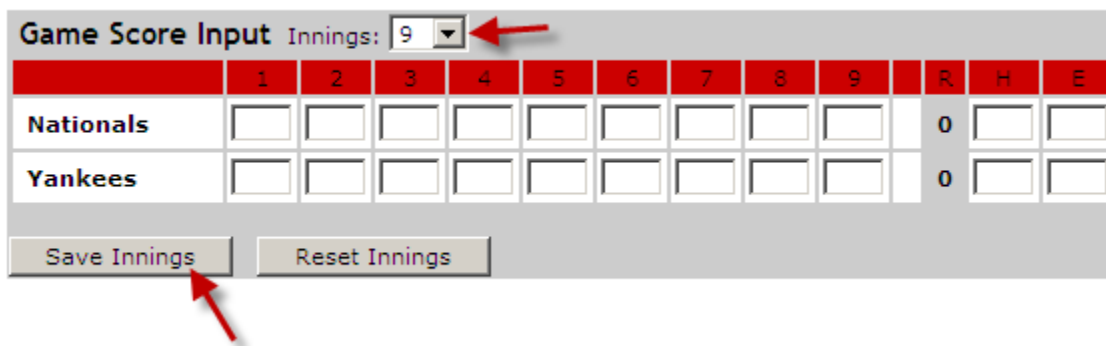 Game Score Input Innings: 9
1 2 3 4 5 6 7 8 9 R H E
Nationals 0
Yankees 0
Save Innings Reset Innings